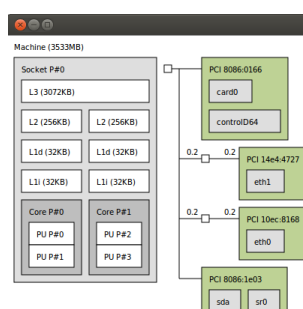 Machine (3533MB)
Socket P#0
L3 (3072KB)
L2 (256KB) L2 (256KB)
L1d (32KB) L1d (32KB)
L1i (32KB) L1i (32KB)
Core P#0 Core P#1
PU P#0 PU P#2
PU P#1 PU P#3
PCI 8086:0166
card0
controlD64
0.2 0.2 PCI 14e4:4727
eth1
0.2 0.2 PCI 10ec:8168
eth0
PCI 8086:1e03
sda sr0